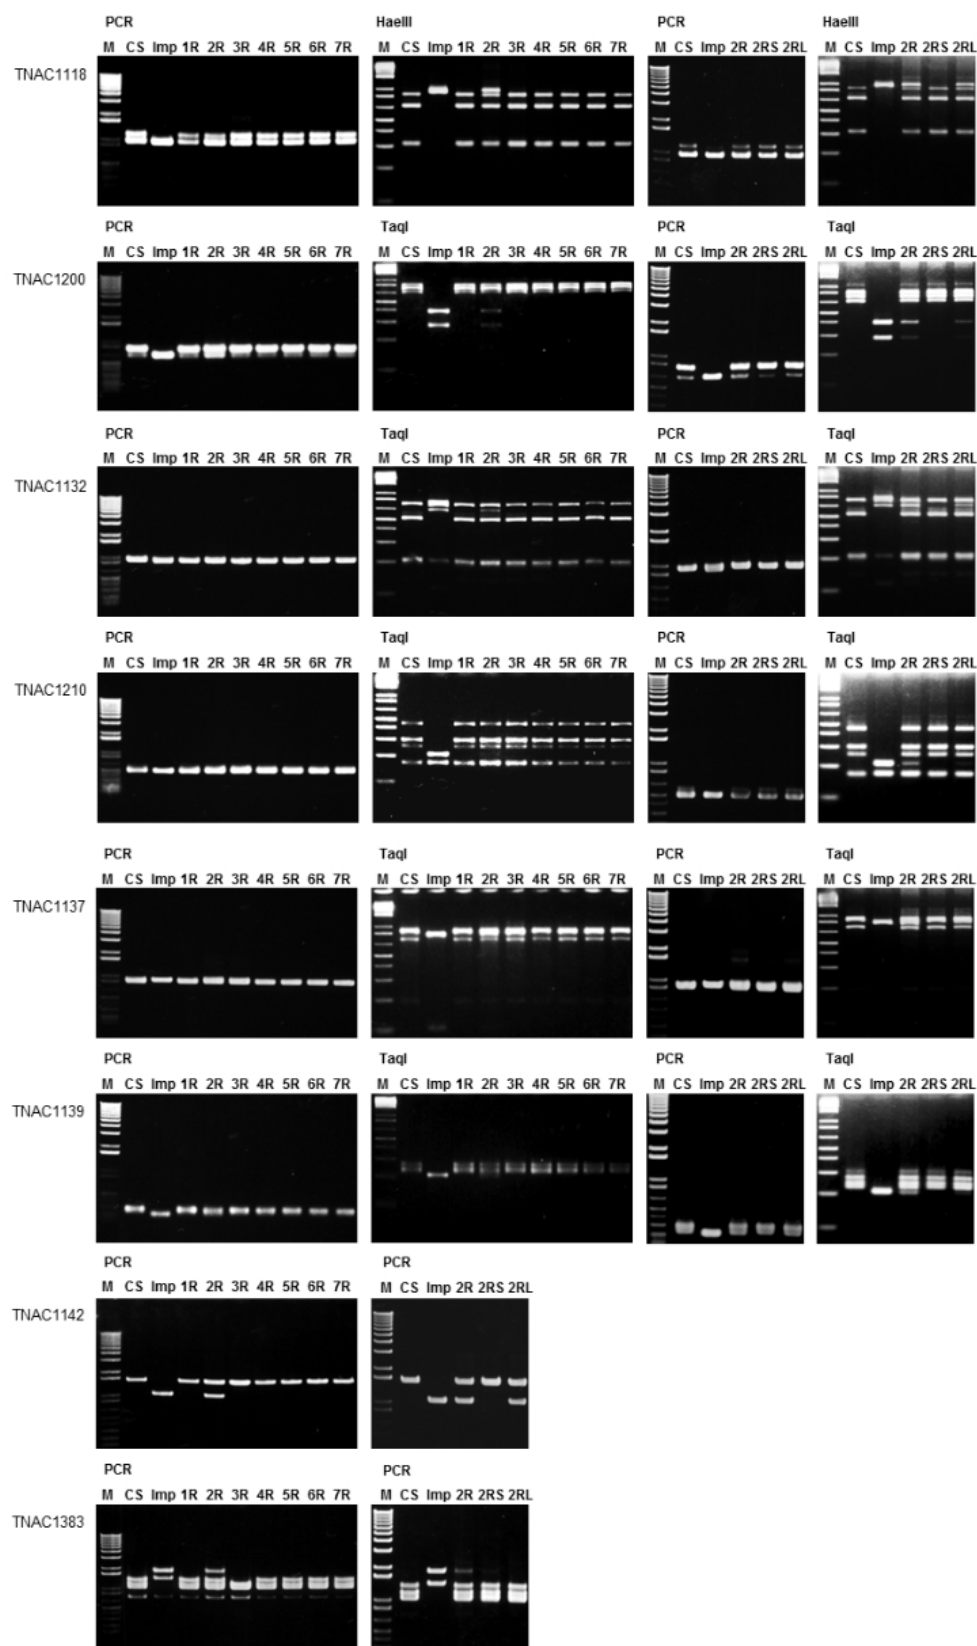 PCR HaeIII PCR HaeIII
M CS Imp 1R 2R 3R 4R 5R 6R 7R M CS Imp 1R 2R 3R 4R 5R 6R 7R M CS Imp 2R 2RS 2RL M CS Imp 2R 2RS 2RL
TNAC1118
PCR TaqI PCR TaqI
M CS Imp 1R 2R 3R 4R 5R 6R 7R M CS Imp 1R 2R 3R 4R 5R 6R 7R M CS Imp 2R 2RS 2RL M CS Imp 2R 2RS 2RL
TNAC1200
PCR TaqI PCR TaqI
M CS Imp 1R 2R 3R 4R 5R 6R 7R M CS Imp 1R 2R 3R 4R 5R 6R 7R M CS Imp 2R 2RS 2RL M CS Imp 2R 2RS 2RL
TNAC1132
PCR TaqI PCR TaqI
M CS Imp 1R 2R 3R 4R 5R 6R 7R M CS Imp 1R 2R 3R 4R 5R 6R 7R M CS Imp 2R 2RS 2RL M CS Imp 2R 2RS 2RL
TNAC1210
PCR TaqI PCR TaqI
M CS Imp 1R 2R 3R 4R 5R 6R 7R M CS Imp 1R 2R 3R 4R 5R 6R 7R M CS Imp 2R 2RS 2RL M CS Imp 2R 2RS 2RL
TNAC1137
PCR TaqI PCR TaqI
M CS Imp 1R 2R 3R 4R 5R 6R 7R M CS Imp 1R 2R 3R 4R 5R 6R 7R M CS Imp 2R 2RS 2RL M CS Imp 2R 2RS 2RL
TNAC1139
PCR PCR
M CS Imp 1R 2R 3R 4R 5R 6R 7R M CS Imp 2R 2RS 2RL
TNAC1142
PCR PCR
M CS Imp 1R 2R 3R 4R 5R 6R 7R M CS Imp 2R 2RS 2RL
TNAC1383